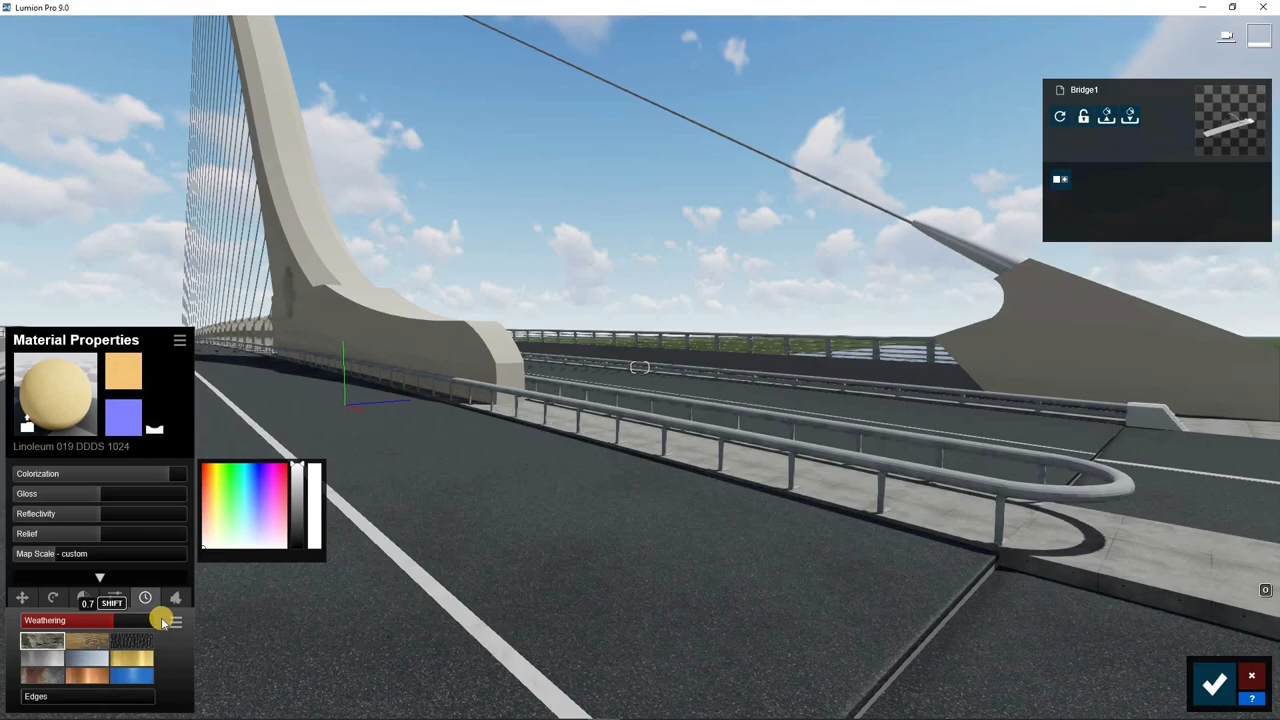 Lumion Pro 9.0
Bridge1
Material Properties
Linoleum 019 DDDS 1024
Colorization
Gloss
Reflectivity
Relief
Map Scale - custom
0.7 SHIFT
Weathering
Edges
O
?